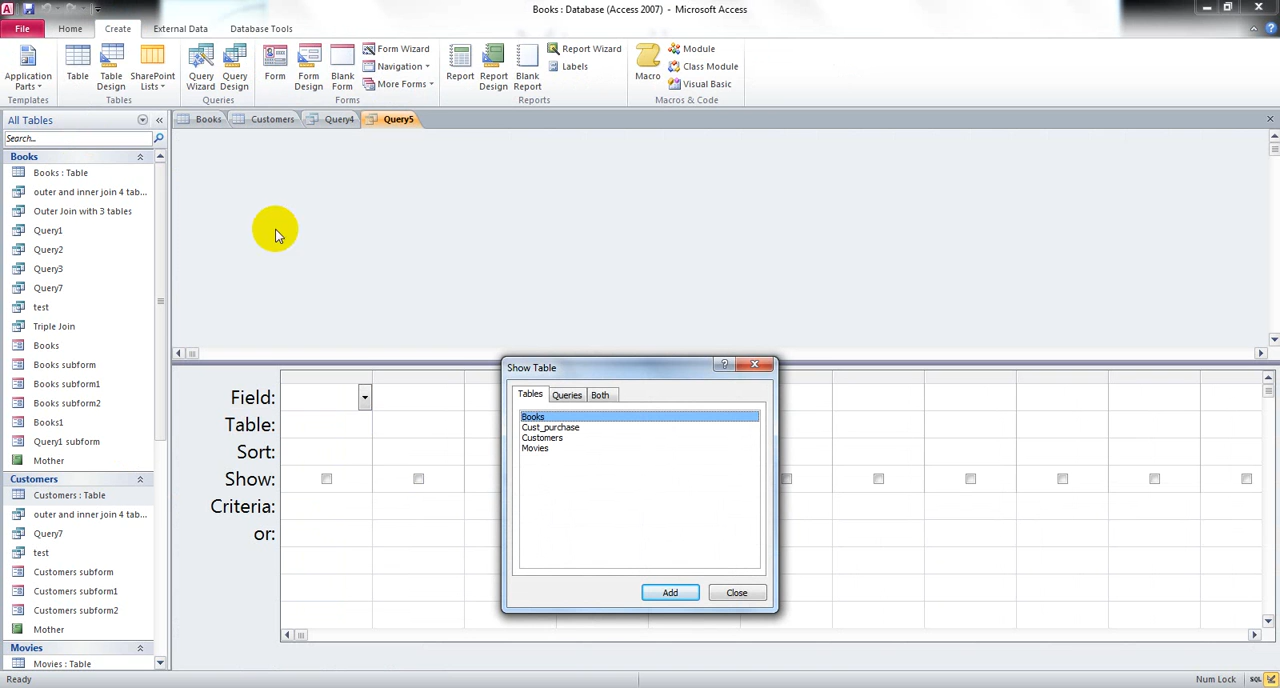 Books : Database (Access 2007) - Microsoft Access
File Home Create External Data Database Tools
Application Parts
Table
Table Design
SharePoint Lists
Query Wizard
Query Design
Form
Form Design
Blank Form
Form Wizard
Navigation
More Forms
Report
Report Design
Blank Report
Report Wizard
Labels
Macro
Module
Class Module
Visual Basic
Templates Tables Queries Forms Reports Macros & Code
All Tables
Search...
Books
Books : Table
outer and inner join 4 tab...
Outer Join with 3 tables
Query1
Query2
Query3
Query7
test
Triple Join
Books
Books subform
Books subform1
Books subform2
Books1
Query1 subform
Mother
Customers
Customers : Table
outer and inner join 4 tab...
Query7
test
Customers subform
Customers subform1
Customers subform2
Mother
Movies
Movies : Table
Books Customers Query4 Query5
Field:
Table:
Sort:
Show:
Criteria:
or:
Show Table
Tables Queries Both
Books
Cust_purchase
Customers
Movies
Add Close
Ready Num Lock SQL